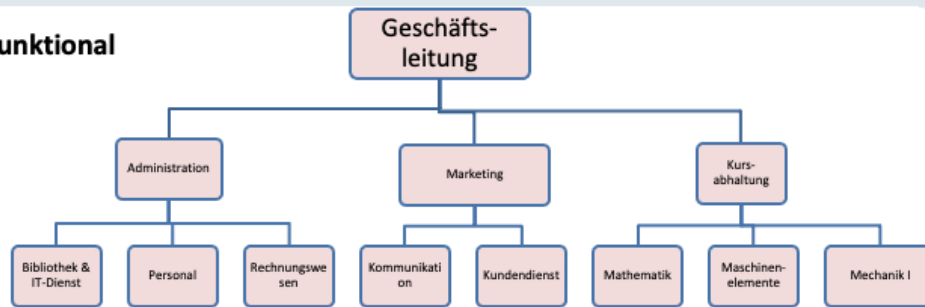 unktional
Geschäfts-
leitung
Administration
Marketing
Kurs-
abhaltung
Bibliothek &
IT-Dienst
Personal
Rechnungswe
sen
Kommunikati
on
Kundendienst
Mathematik
Maschinen-
elemente
Mechanik I